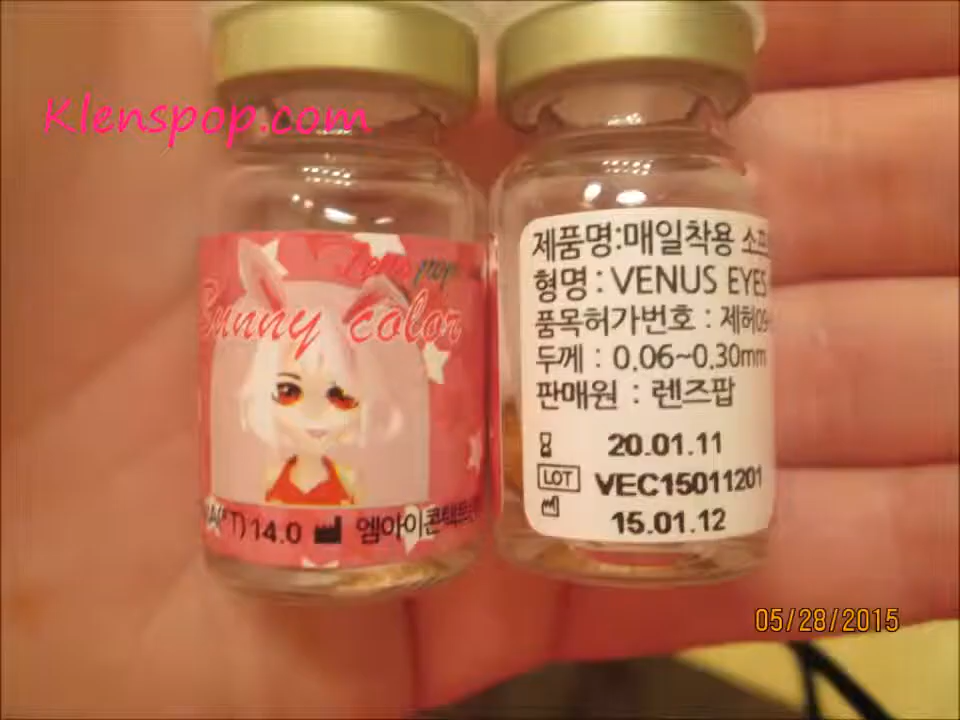 Klenspop.com
Bunny color
14.0 엠아이콘택트
제품명:매일착용
형명 : VENUS EYES
품목허가번호 : 제허
두께 : 0.06~0.30mm
판매원 : 렌즈팝
20.01.11
LOT VEC15011201
15.01.12
05/28/2015